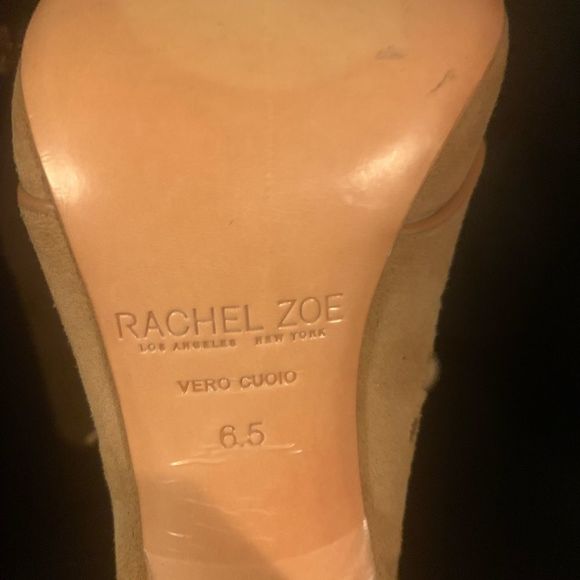 RACHEL ZOE
LOS ANGELES NEW YORK
VERO CUOIO
6.5